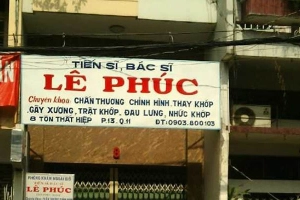 TIẾN SĨ, BÁC SĨ
LÊ PHÚC
Chuyên khoa: CHẤN THƯƠNG CHỈNH HÌNH, THAY KHỚP
GÃY XƯƠNG, TRẬT KHỚP, ĐAU LƯNG, NHỨC KHỚP
8 TÔN THẤT HIỆP P.13 Q.11 ĐT: 0903.800103
LÊ PHÚC